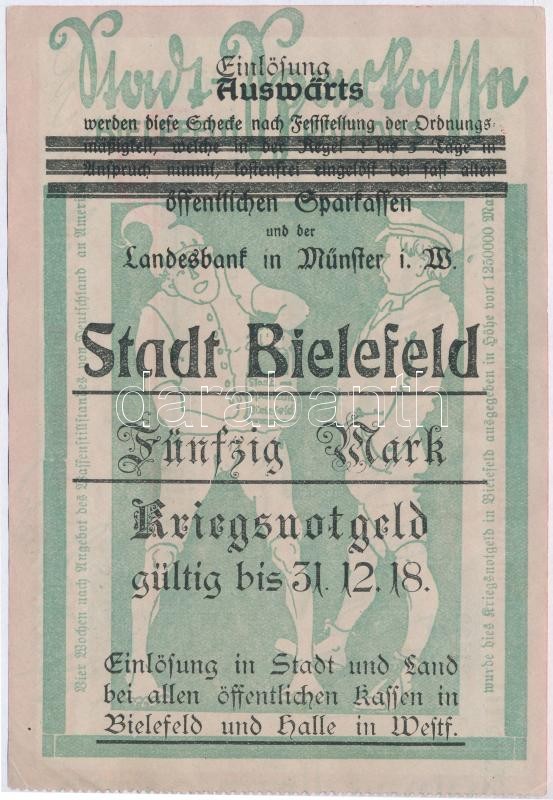 Stadt-Sparkasse
Einlösung
Auswärts
werden diese Schecke nach Feststellung der Ordnungs-
mäßigkeit, welche in der Regel 2 bis 3 Tage in
Anspruch nimmt, kostenfrei eingelöst bei fast allen
öffentlichen Sparkassen
und der
Landesbank in Münster i. W.
Stadt Bielefeld
Stadt
Sparkasse
Bielefeld
darabanth
Fünfzig Mark
Kriegsnotgeld
gültig bis 31. 12. 18.
Einlösung in Stadt und Land
bei allen öffentlichen Kassen in
Bielefeld und Halle in Westf.
Vier Wochen nach Angebot des Waffenstillstandes von Deutschland an Amerika
wurde dies Kriegsnotgeld in Bielefeld ausgegeben in Höhe von 1250000 Mark